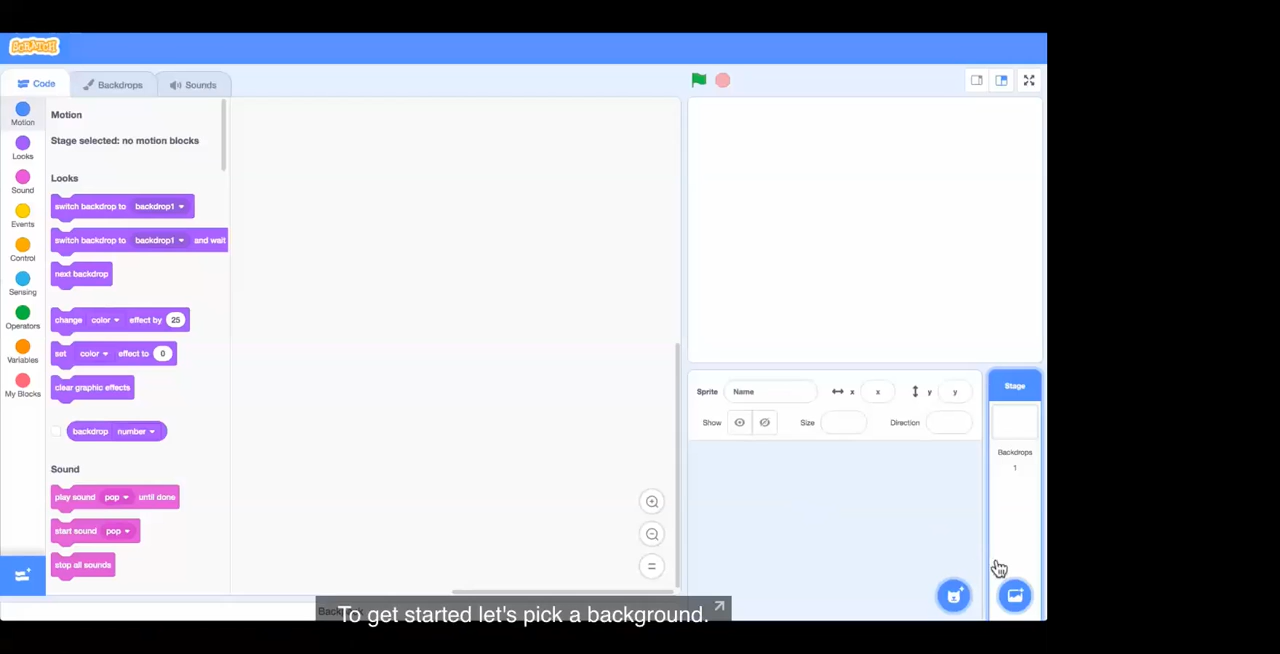 SCRATCH
Code
Backdrops
Sounds
Motion
Looks
Sound
Events
Control
Sensing
Operators
Variables
My Blocks
Motion
Stage selected: no motion blocks
Looks
switch backdrop to backdrop1
switch backdrop to backdrop1 and wait
next backdrop
change color effect by 25
set color effect to 0
clear graphic effects
backdrop number
Sound
play sound pop until done
start sound pop
stop all sounds
Sprite Name x x y y
Show Size Direction
Stage
Backdrops
1
To get started let's pick a background.